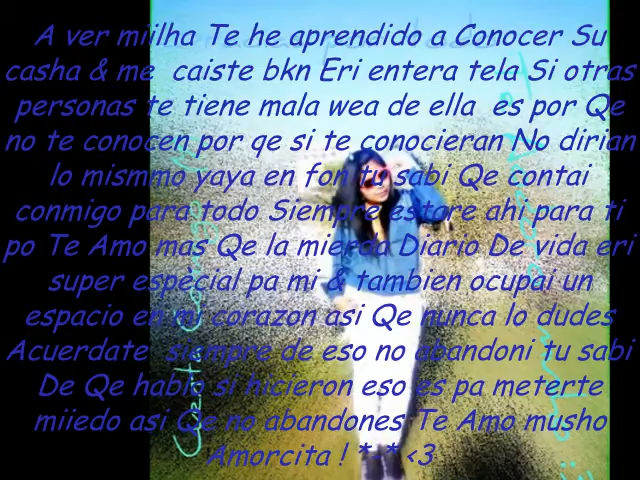 A ver miilha Te he aprendido a Conocer Su
casha & me caiste bkn Eri entera tela Si otras
personas te tiene mala wea de ella es por Qe
no te conocen por qe si te conocieran No dirian
lo mismmo yaya en fon tu sabi Qe contai
conmigo para todo Siempre estare ahi para ti
po Te Amo mas Qe la mierda Diario De vida eri
super espècial pa mi & tambien ocupai un
espacio en mi corazon asi Qe nunca lo dudes
Acuerdate siempre de eso no abandoni tu sabi
De Qe hablo si hicieron eso es pa meterte
miiedo asi Qe no abandones Te Amo musho
Amorcita ! *-* <3